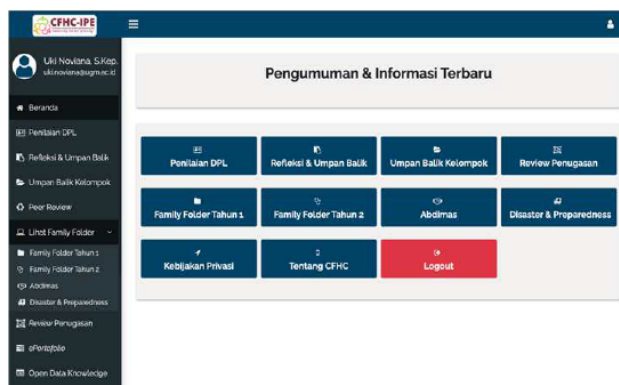 CFHC-IPE
Uki Noviana, S.Kep.
ukinoviana@ugm.ac.id
Beranda
Penilaian DPL
Refleksi & Umpan Balik
Umpan Balik Kelompok
Peer Review
Lihat Family Folder
Family Folder Tahun 1
Family Folder Tahun 2
Abdimas
Disaster & Preparedness
Review Penugasan
ePortofolio
Open Data Knowledge
Pengumuman & Informasi Terbaru
Penilaian DPL
Refleksi & Umpan Balik
Umpan Balik Kelompok
Review Penugasan
Family Folder Tahun 1
Family Folder Tahun 2
Abdimas
Disaster & Preparedness
Kebijakan Privasi
Tentang CFHC
Logout